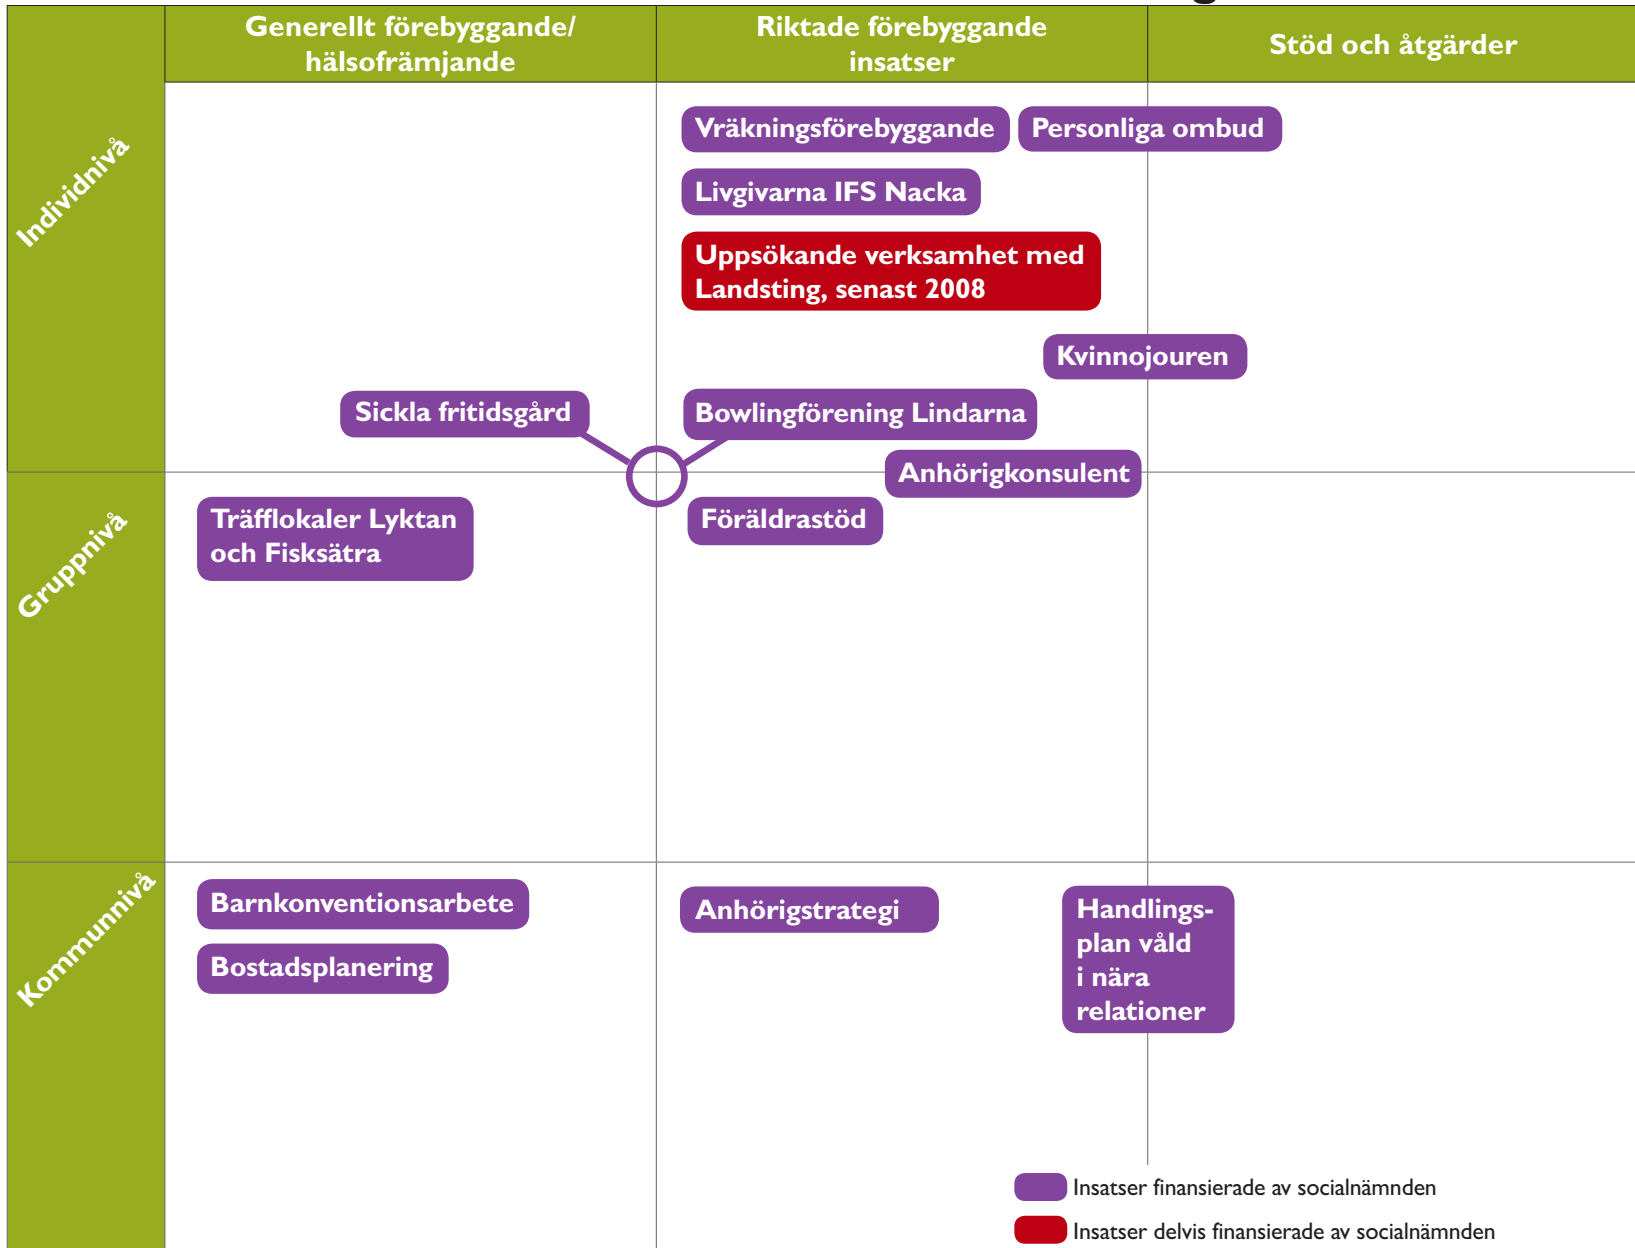 Generellt förebyggande/
hälsofrämjande
Riktade förebyggande
insatser
Stöd och åtgärder
Individnivå
Vräkningsförebyggande
Personliga ombud
Livgivarna IFS Nacka
Uppsökande verksamhet med
Landsting, senast 2008
Kvinnojouren
Sickla fritidsgård
Bowlingförening Lindarna
Anhörigkonsulent
Gruppnivå
Träfflokaler Lyktan
och Fisksätra
Föräldrastöd
Kommunnivå
Barnkonventionsarbete
Bostadsplanering
Anhörigstrategi
Handlings-
plan våld
i nära
relationer
Insatser finansierade av socialnämnden
Insatser delvis finansierade av socialnämnden